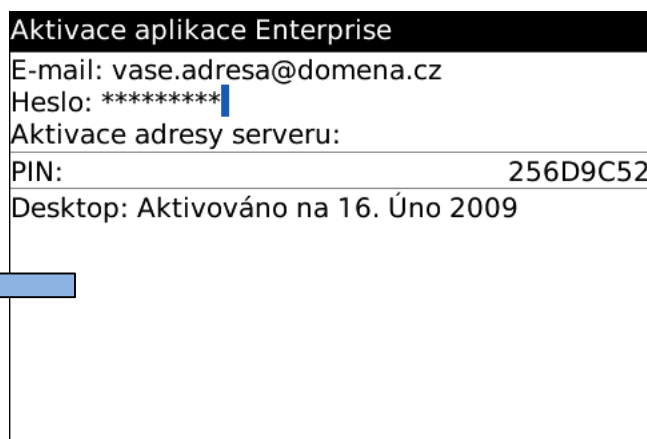 Aktivace aplikace Enterprise
E-mail: vase.adresa@domena.cz
Heslo: *********
Aktivace adresy serveru:
PIN: 256D9C52
Desktop: Aktivováno na 16. Úno 2009